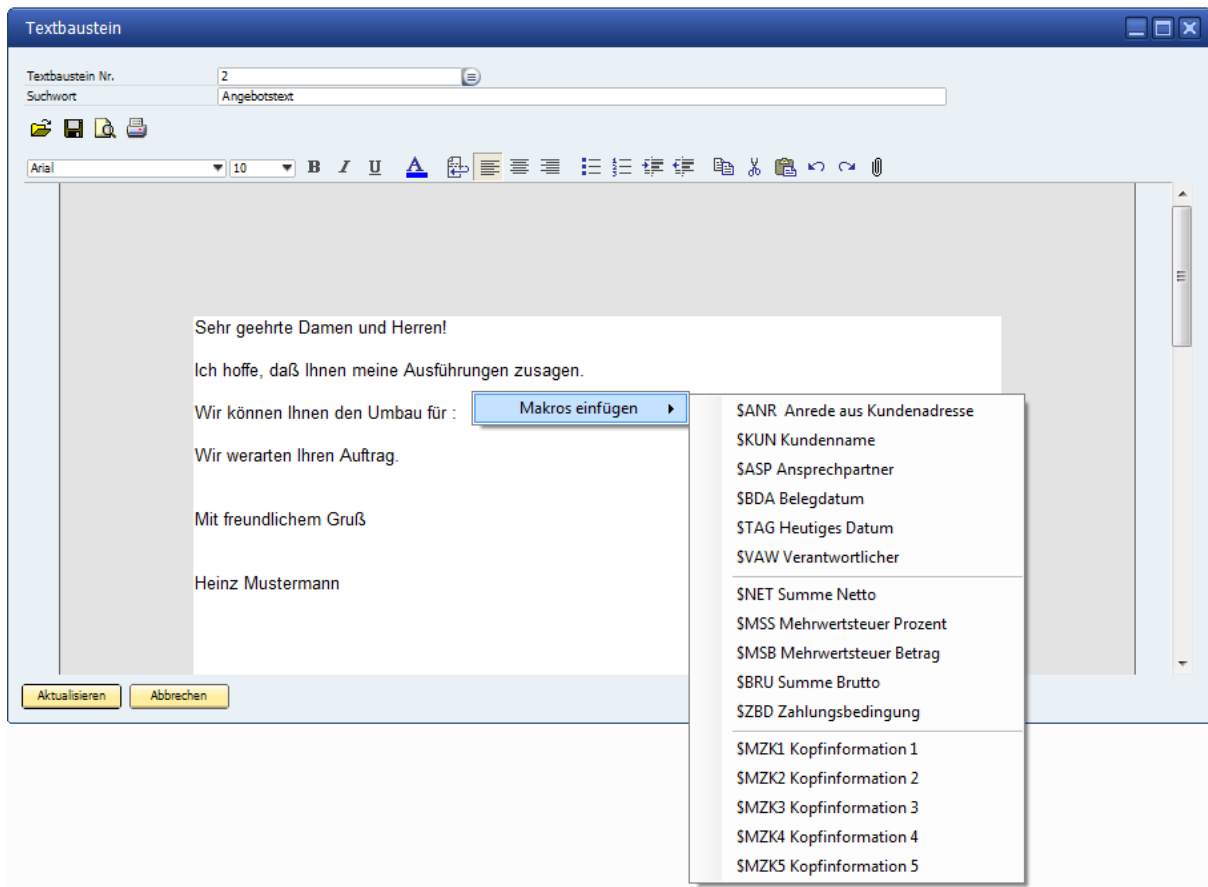 Textbaustein
Textbaustein Nr. 2
Suchwort Angebotstext
Arial 10 B I U A
Sehr geehrte Damen und Herren!
Ich hoffe, daß Ihnen meine Ausführungen zusagen.
Wir können Ihnen den Umbau für :
Makros einfügen
Wir werarten Ihren Auftrag.
Mit freundlichem Gruß
Heinz Mustermann
$ANR Anrede aus Kundenadresse
$KUN Kundenname
$ASP Ansprechpartner
$BDA Belegdatum
$TAG Heutiges Datum
$VAW Verantwortlicher
$NET Summe Netto
$MSS Mehrwertsteuer Prozent
$MSB Mehrwertsteuer Betrag
$BRU Summe Brutto
$ZBD Zahlungsbedingung
$MZK1 Kopfinformation 1
$MZK2 Kopfinformation 2
$MZK3 Kopfinformation 3
$MZK4 Kopfinformation 4
$MZK5 Kopfinformation 5
Aktualisieren Abbrechen